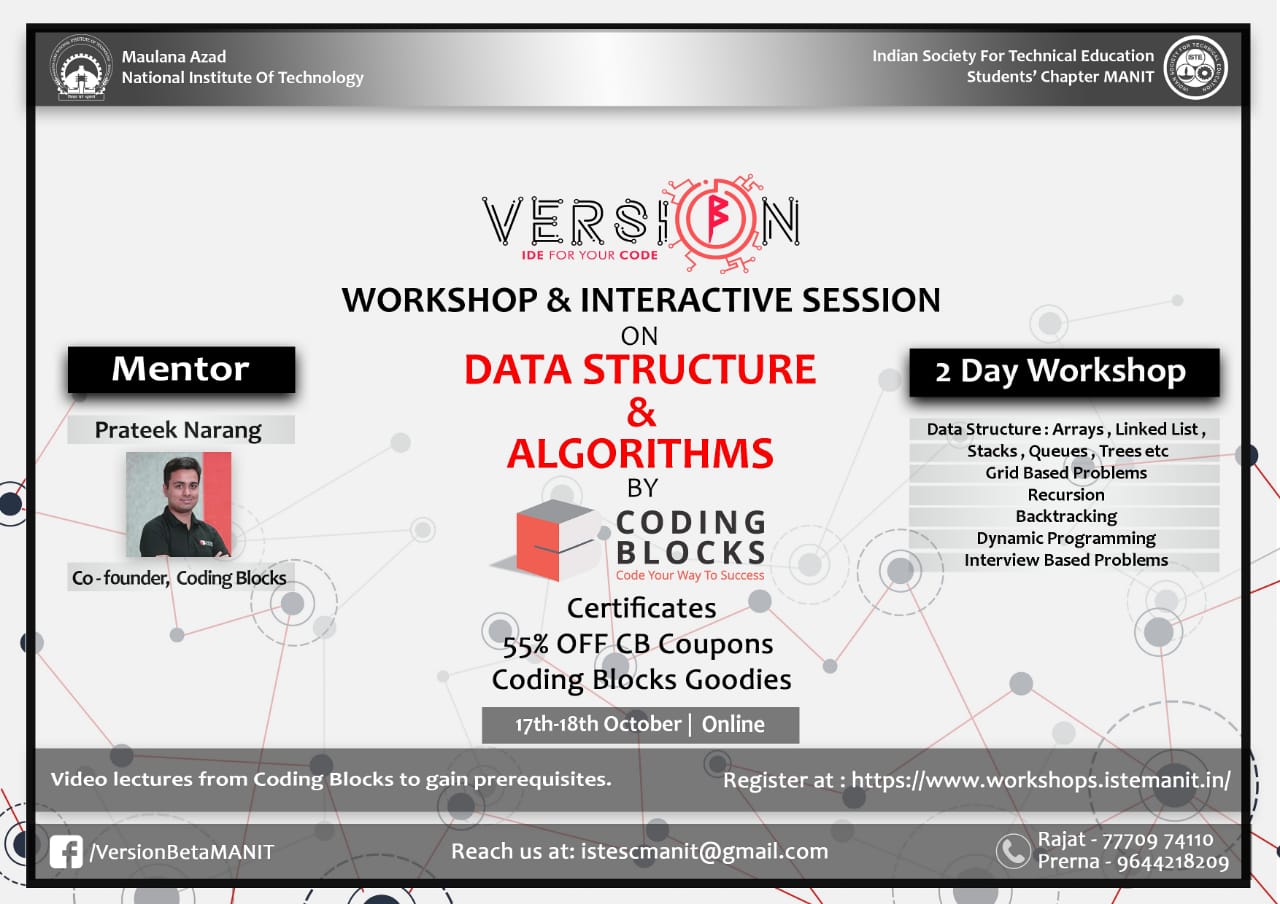 Maulana Azad
National Institute Of Technology
Indian Society For Technical Education
Students' Chapter MANIT
ISTE
VERSIβN
IDE FOR YOUR CODE
WORKSHOP & INTERACTIVE SESSION
ON
DATA STRUCTURE
&
ALGORITHMS
BY
CODING
BLOCKS
Code Your Way To Success
Certificates
55% OFF CB Coupons
Coding Blocks Goodies
17th-18th October | Online
Mentor
Prateek Narang
Co - founder, Coding Blocks
2 Day Workshop
Data Structure : Arrays , Linked List ,
Stacks , Queues , Trees etc
Grid Based Problems
Recursion
Backtracking
Dynamic Programming
Interview Based Problems
Video lectures from Coding Blocks to gain prerequisites.
Register at : https://www.workshops.istemanit.in/
/VersionBetaMANIT
Reach us at: istescmanit@gmail.com
Rajat - 77709 74110
Prerna - 9644218209